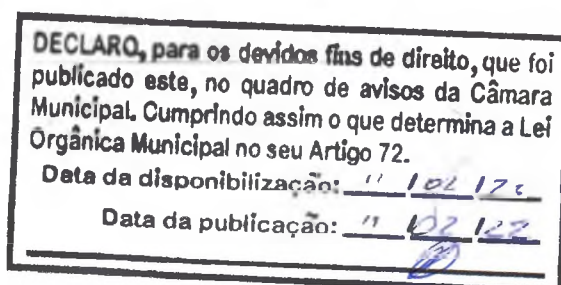 DECLARO, para os devidos fins de direito, que foi
publicado este, no quadro de avisos da Câmara
Municipal. Cumprindo assim o que determina a Lei
Orgânica Municipal no seu Artigo 72.
Data da disponibilização: 11 / 02 / 22
Data da publicação: 11 / 02 / 22